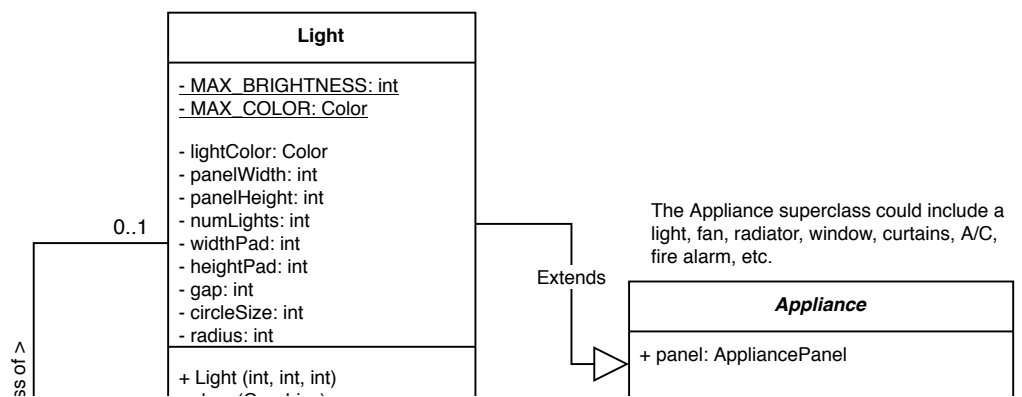 Light
- MAX_BRIGHTNESS: int
- MAX_COLOR: Color
- lightColor: Color
- panelWidth: int
- panelHeight: int
- numLights: int
- widthPad: int
- heightPad: int
- gap: int
- circleSize: int
- radius: int
+ Light (int, int, int)
0..1
of >
Extends
The Appliance superclass could include a
light, fan, radiator, window, curtains, A/C,
fire alarm, etc.
Appliance
+ panel: AppliancePanel